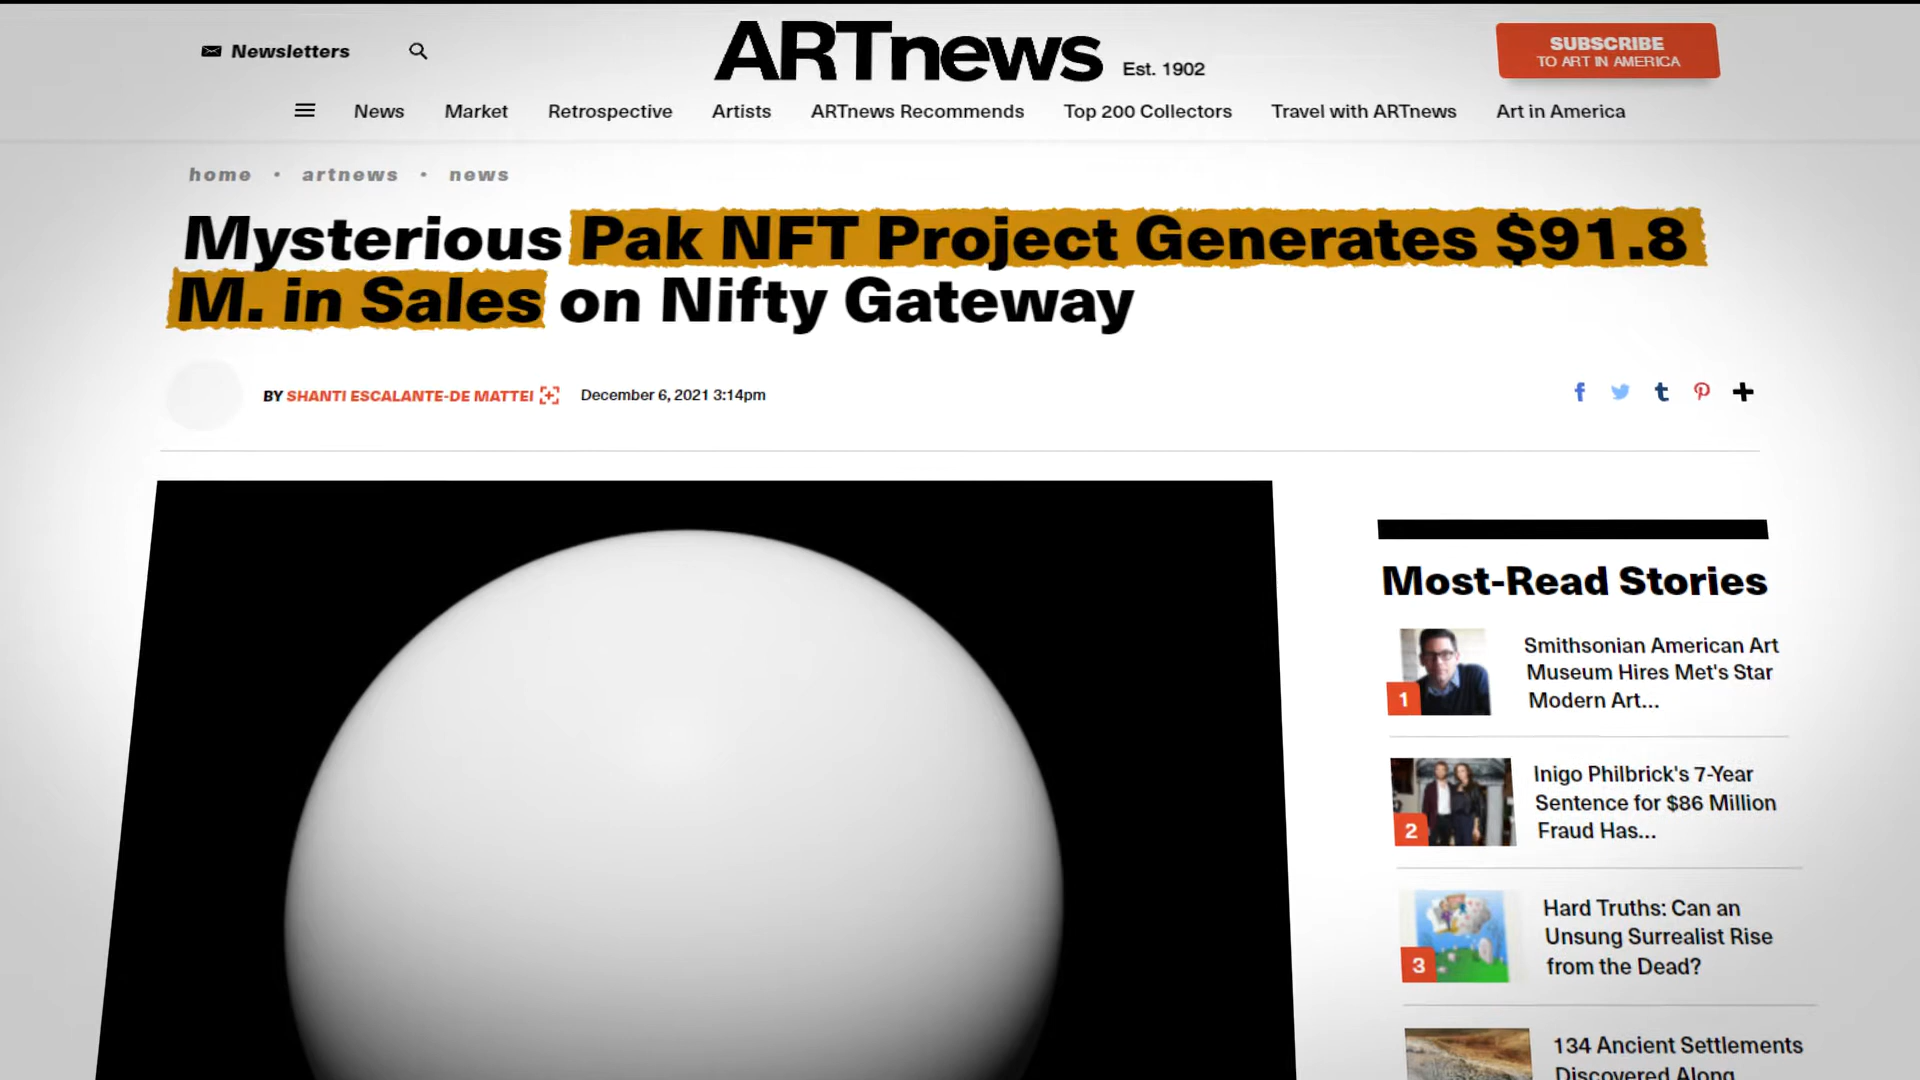 Newsletters
ARTnews
Est. 1902
SUBSCRIBE
TO ART IN AMERICA
News Market Retrospective Artists ARTnews Recommends Top 200 Collectors Travel with ARTnews Art in America
home • artnews • news
Mysterious Pak NFT Project Generates $91.8
M. in Sales on Nifty Gateway
BY SHANTI ESCALANTE-DE MATTEI December 6, 2021 3:14pm
Most-Read Stories
1
Smithsonian American Art
Museum Hires Met's Star
Modern Art...
2
Inigo Philbrick's 7-Year
Sentence for $86 Million
Fraud Has...
3
Hard Truths: Can an
Unsung Surrealist Rise
from the Dead?
134 Ancient Settlements
Discovered Along